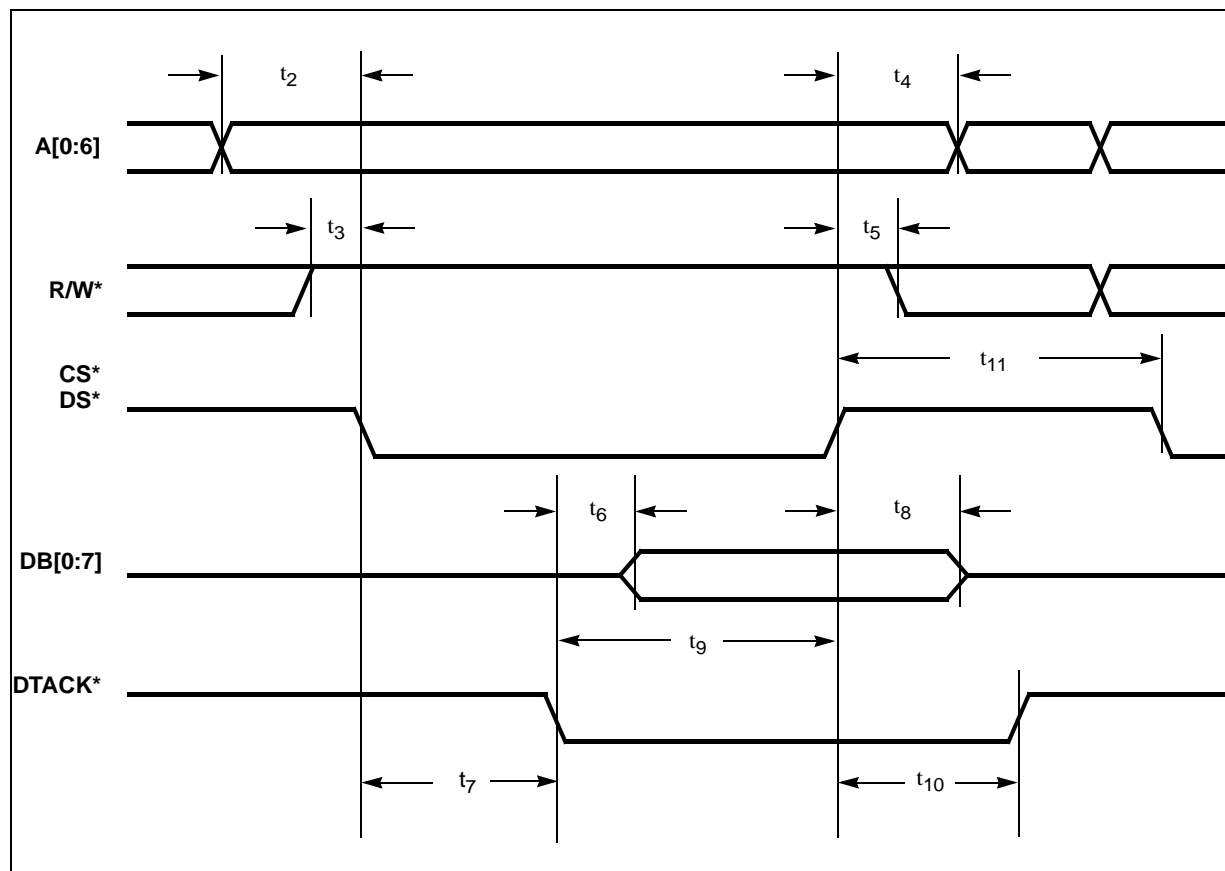 t2
t4
A[0:6]
t3
t5
R/W*
t11
CS*
DS*
t6
t8
DB[0:7]
t9
DTACK*
t7
t10